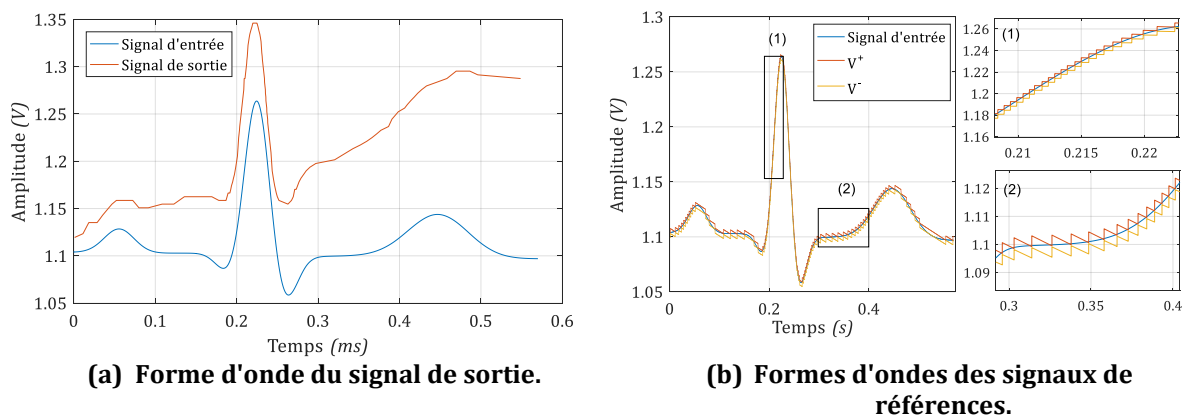 1.35
1.3
1.25
1.2
1.15
1.1
1.05
Amplitude (V)
Signal d'entrée
Signal de sortie
0 0.1 0.2 0.3 0.4 0.5 0.6
Temps (ms)
(a) Forme d'onde du signal de sortie.
1.3
1.25
1.2
1.15
1.1
1.05
Amplitude (V)
(1)
(2)
Signal d'entrée
V+
V-
0 0.2 0.4
Temps (s)
(1)
1.26
1.24
1.22
1.2
1.18
1.16
0.21 0.215 0.22
(2)
1.12
1.11
1.1
1.09
0.3 0.35 0.4
(b) Formes d'ondes des signaux de
références.